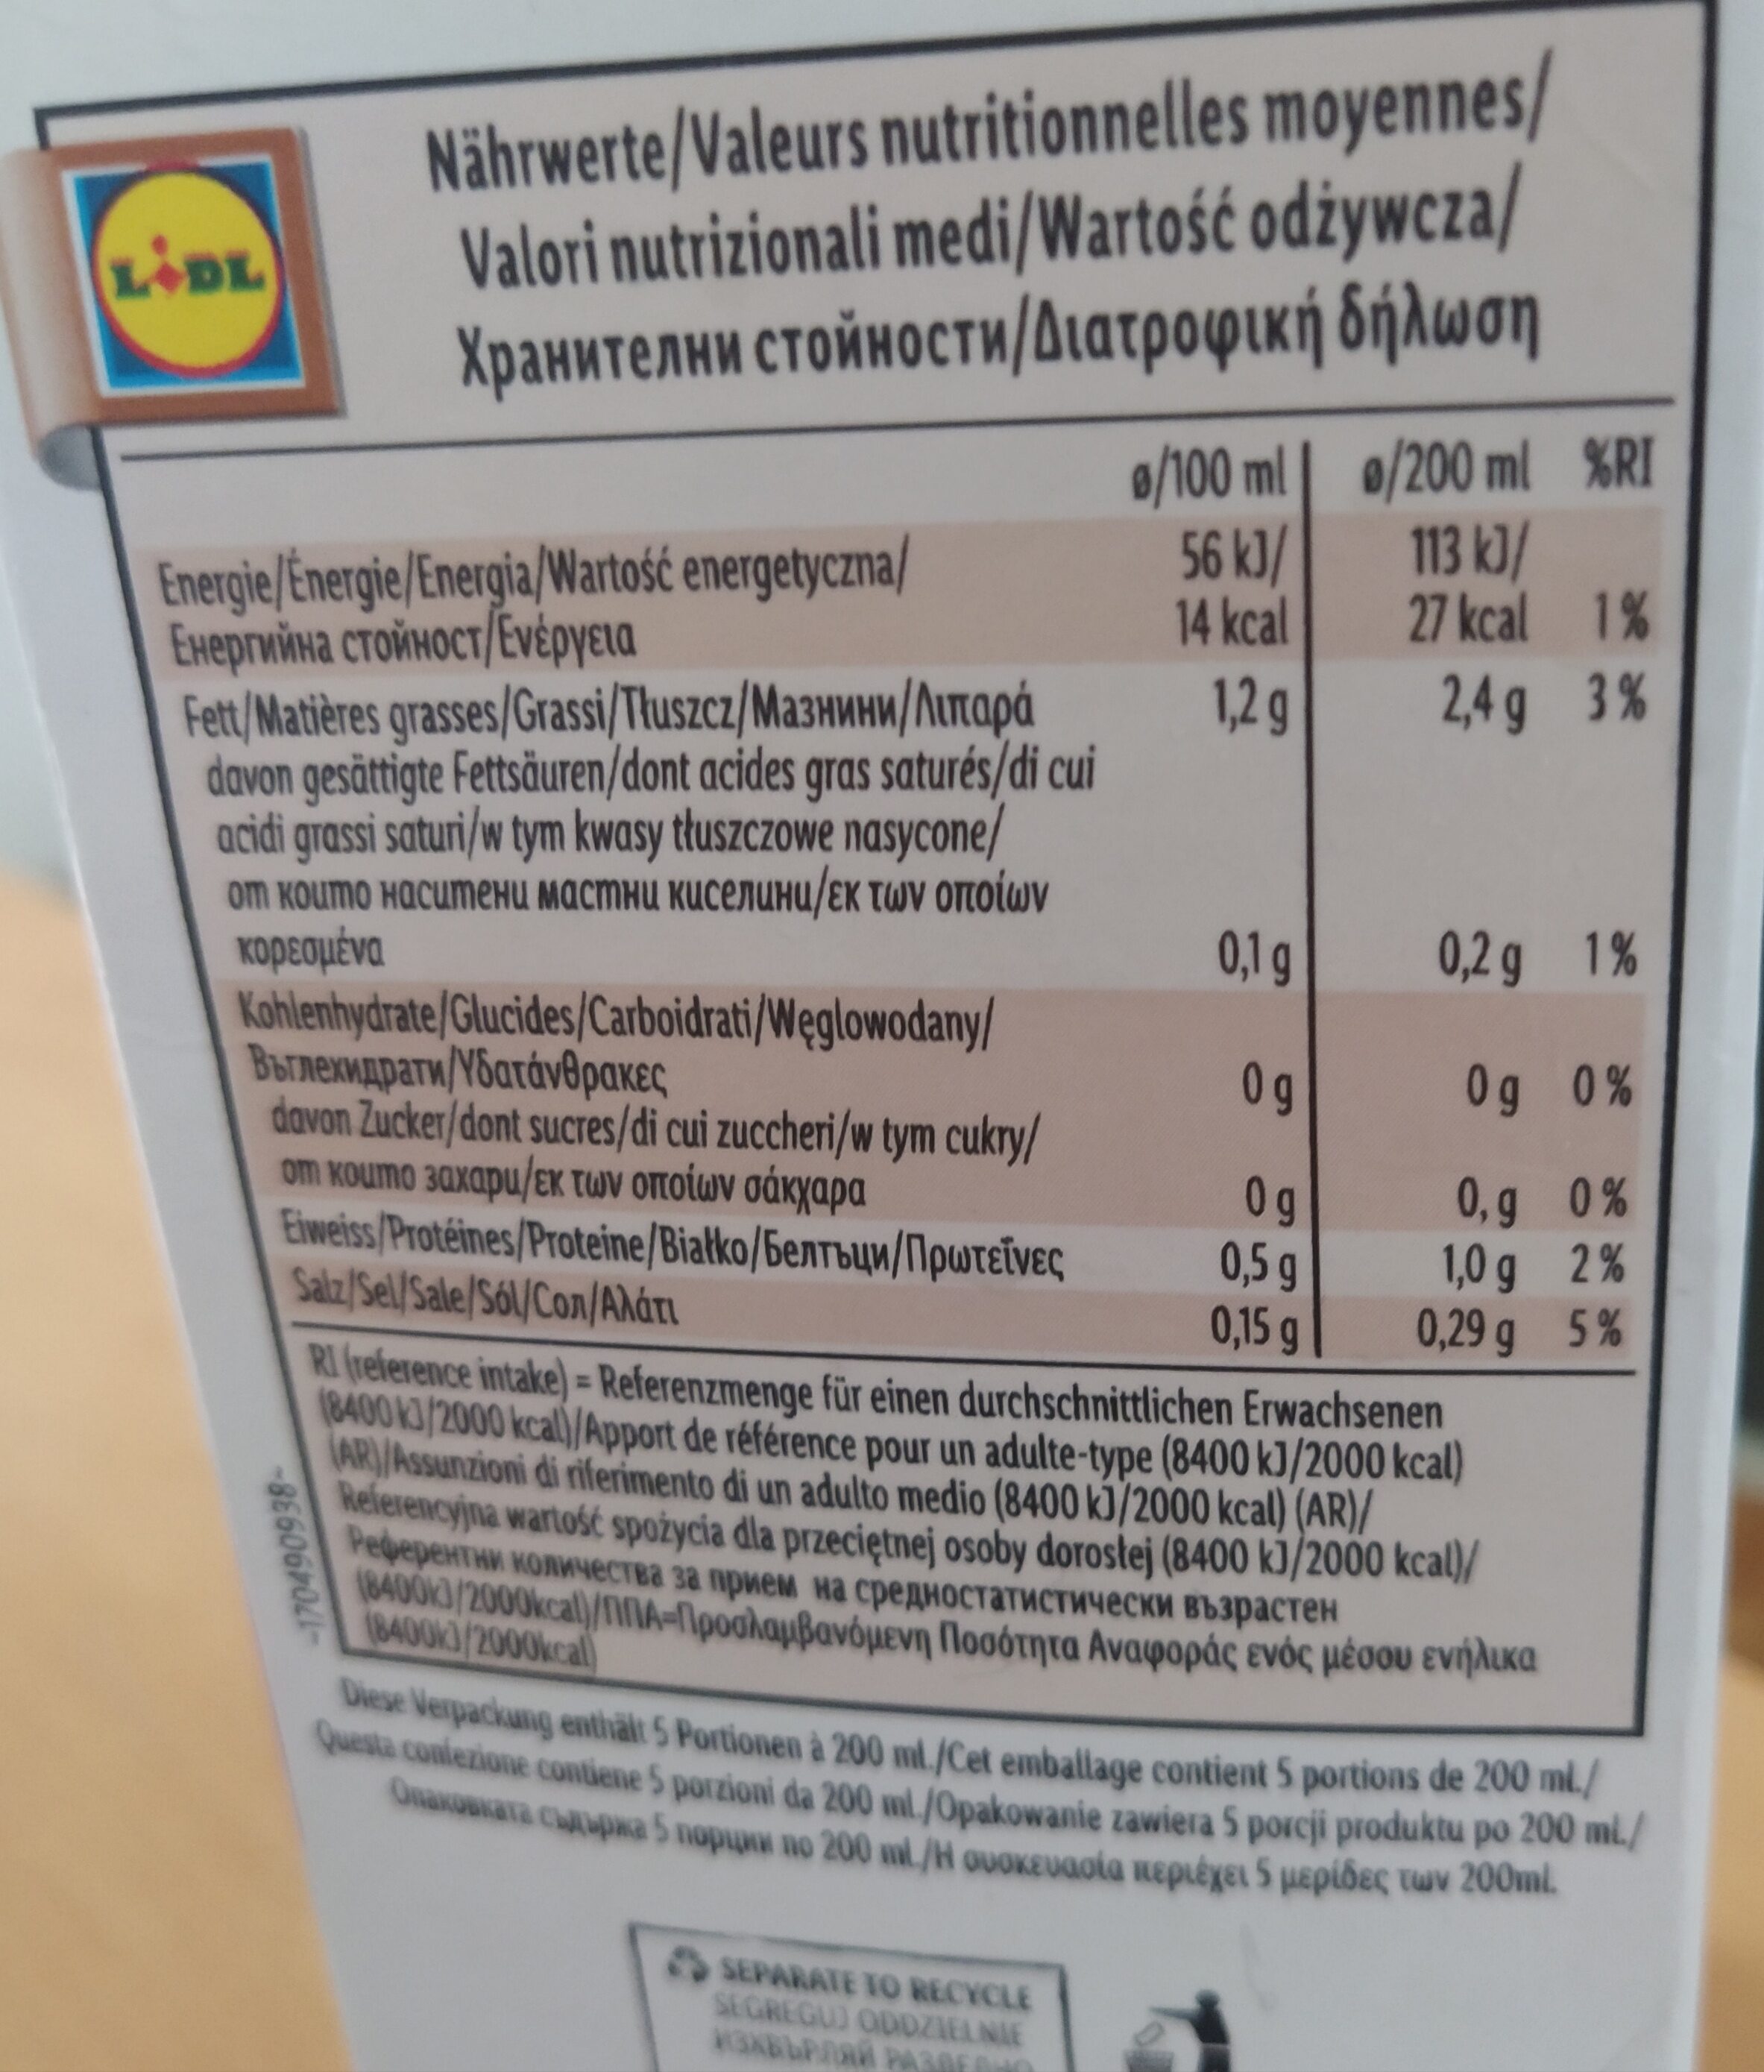 LIDL
Nährwerte/Valeurs nutritionnelles moyennes/
Valori nutrizionali medi/Wartość odżywcza/
Хранителни стойности/Διατροφική δήλωση
ø/100 ml ø/200 ml %RI
Energie/Énergie/Energia/Wartość energetyczna/ 56 kJ/ 113 kJ/
Енергийна стойност/Ενέργεια 14 kcal 27 kcal 1 %
Fett/Matières grasses/Grassi/Tłuszcz/Мазнини/Λιπαρά 1,2 g 2,4 g 3 %
davon gesättigte Fettsäuren/dont acides gras saturés/di cui
acidi grassi saturi/w tym kwasy tłuszczowe nasycone/
от които наситени мастни киселини/εκ των οποίων
κορεσμένα 0,1 g 0,2 g 1 %
Kohlenhydrate/Glucides/Carboidrati/Węglowodany/
Въглехидрати/Υδατάνθρακες 0 g 0 g 0 %
davon Zucker/dont sucres/di cui zuccheri/w tym cukry/
от които захари/εκ των οποίων σάκχαρα 0 g 0, g 0 %
Eiweiss/Protéines/Proteine/Białko/Белтъци/Πρωτεΐνες 0,5 g 1,0 g 2 %
Salz/Sel/Sale/Sól/Сол/Αλάτι 0,15 g 0,29 g 5 %
RI (reference intake) = Referenzmenge für einen durchschnittlichen Erwachsenen
(8400 kJ/2000 kcal)/Apport de référence pour un adulte-type (8400 kJ/2000 kcal)
(AR)/Assunzioni di riferimento di un adulto medio (8400 kJ/2000 kcal) (AR)/
Referencyjna wartość spożycia dla przeciętnej osoby dorosłej (8400 kJ/2000 kcal)/
Референтни количества за прием на средностатистически възрастен
(8400kJ/2000kcal)/ΠΠΑ=Προσλαμβανόμενη Ποσότητα Αναφοράς ενός μέσου ενήλικα
(8400kJ/2000kcal)
-1704909938-
Diese Verpackung enthält 5 Portionen à 200 ml./Cet emballage contient 5 portions de 200 ml./
Questa confezione contiene 5 porzioni da 200 ml./Opakowanie zawiera 5 porcji produktu po 200 ml./
Опаковката съдържа 5 порции по 200 ml./Η συσκευασία περιέχει 5 μερίδες των 200ml.
SEPARATE TO RECYCLE
SEGREGUJ ODDZIELNIE
ИЗХВЪРЛЯЙ РАЗДЕЛНО